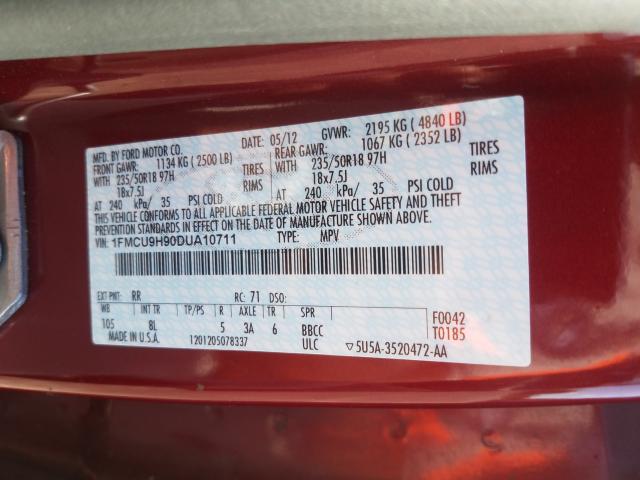 MFD. BY FORD MOTOR CO. DATE: 05/12 GVWR: 2195 KG ( 4840 LB)
FRONT GAWR: 1134 KG ( 2500 LB) REAR GAWR: 1067 KG ( 2352 LB)
WITH 235/50R18 97H TIRES WITH 235/50R18 97H TIRES
18x7.5J RIMS 18x7.5J RIMS
AT 240 kPa/ 35 PSI COLD AT 240 kPa/ 35 PSI COLD
THIS VEHICLE CONFORMS TO ALL APPLICABLE FEDERAL MOTOR VEHICLE SAFETY AND THEFT
PREVENTION STANDARDS IN EFFECT ON THE DATE OF MANUFACTURE SHOWN ABOVE.
VIN: 1FMCU9H90DUA10711 TYPE: MPV
EXT PNT: RR RC: 71 DSO:
WB INT TR TP/PS R AXLE TR SPR
105 8L 5 3A 6 BBCC
F0042
T0185
MADE IN U.S.A. 1201205078337 ULC ▽5U5A-3520472-AA